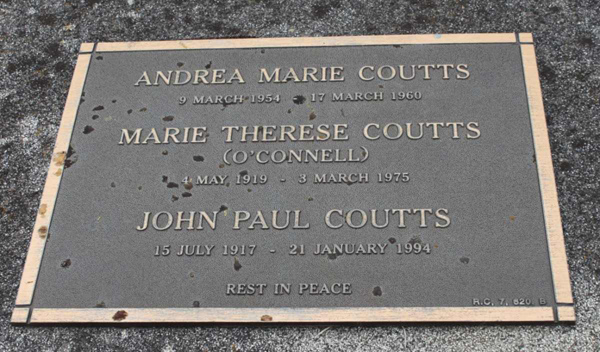 ANDREA MARIE COUTTS
9 MARCH 1954 - 17 MARCH 1960
MARIE THERESE COUTTS
(O'CONNELL)
4 MAY 1919 - 3 MARCH 1975
JOHN PAUL COUTTS
15 JULY 1917 - 21 JANUARY 1994
REST IN PEACE
R.C, 7, 820, B